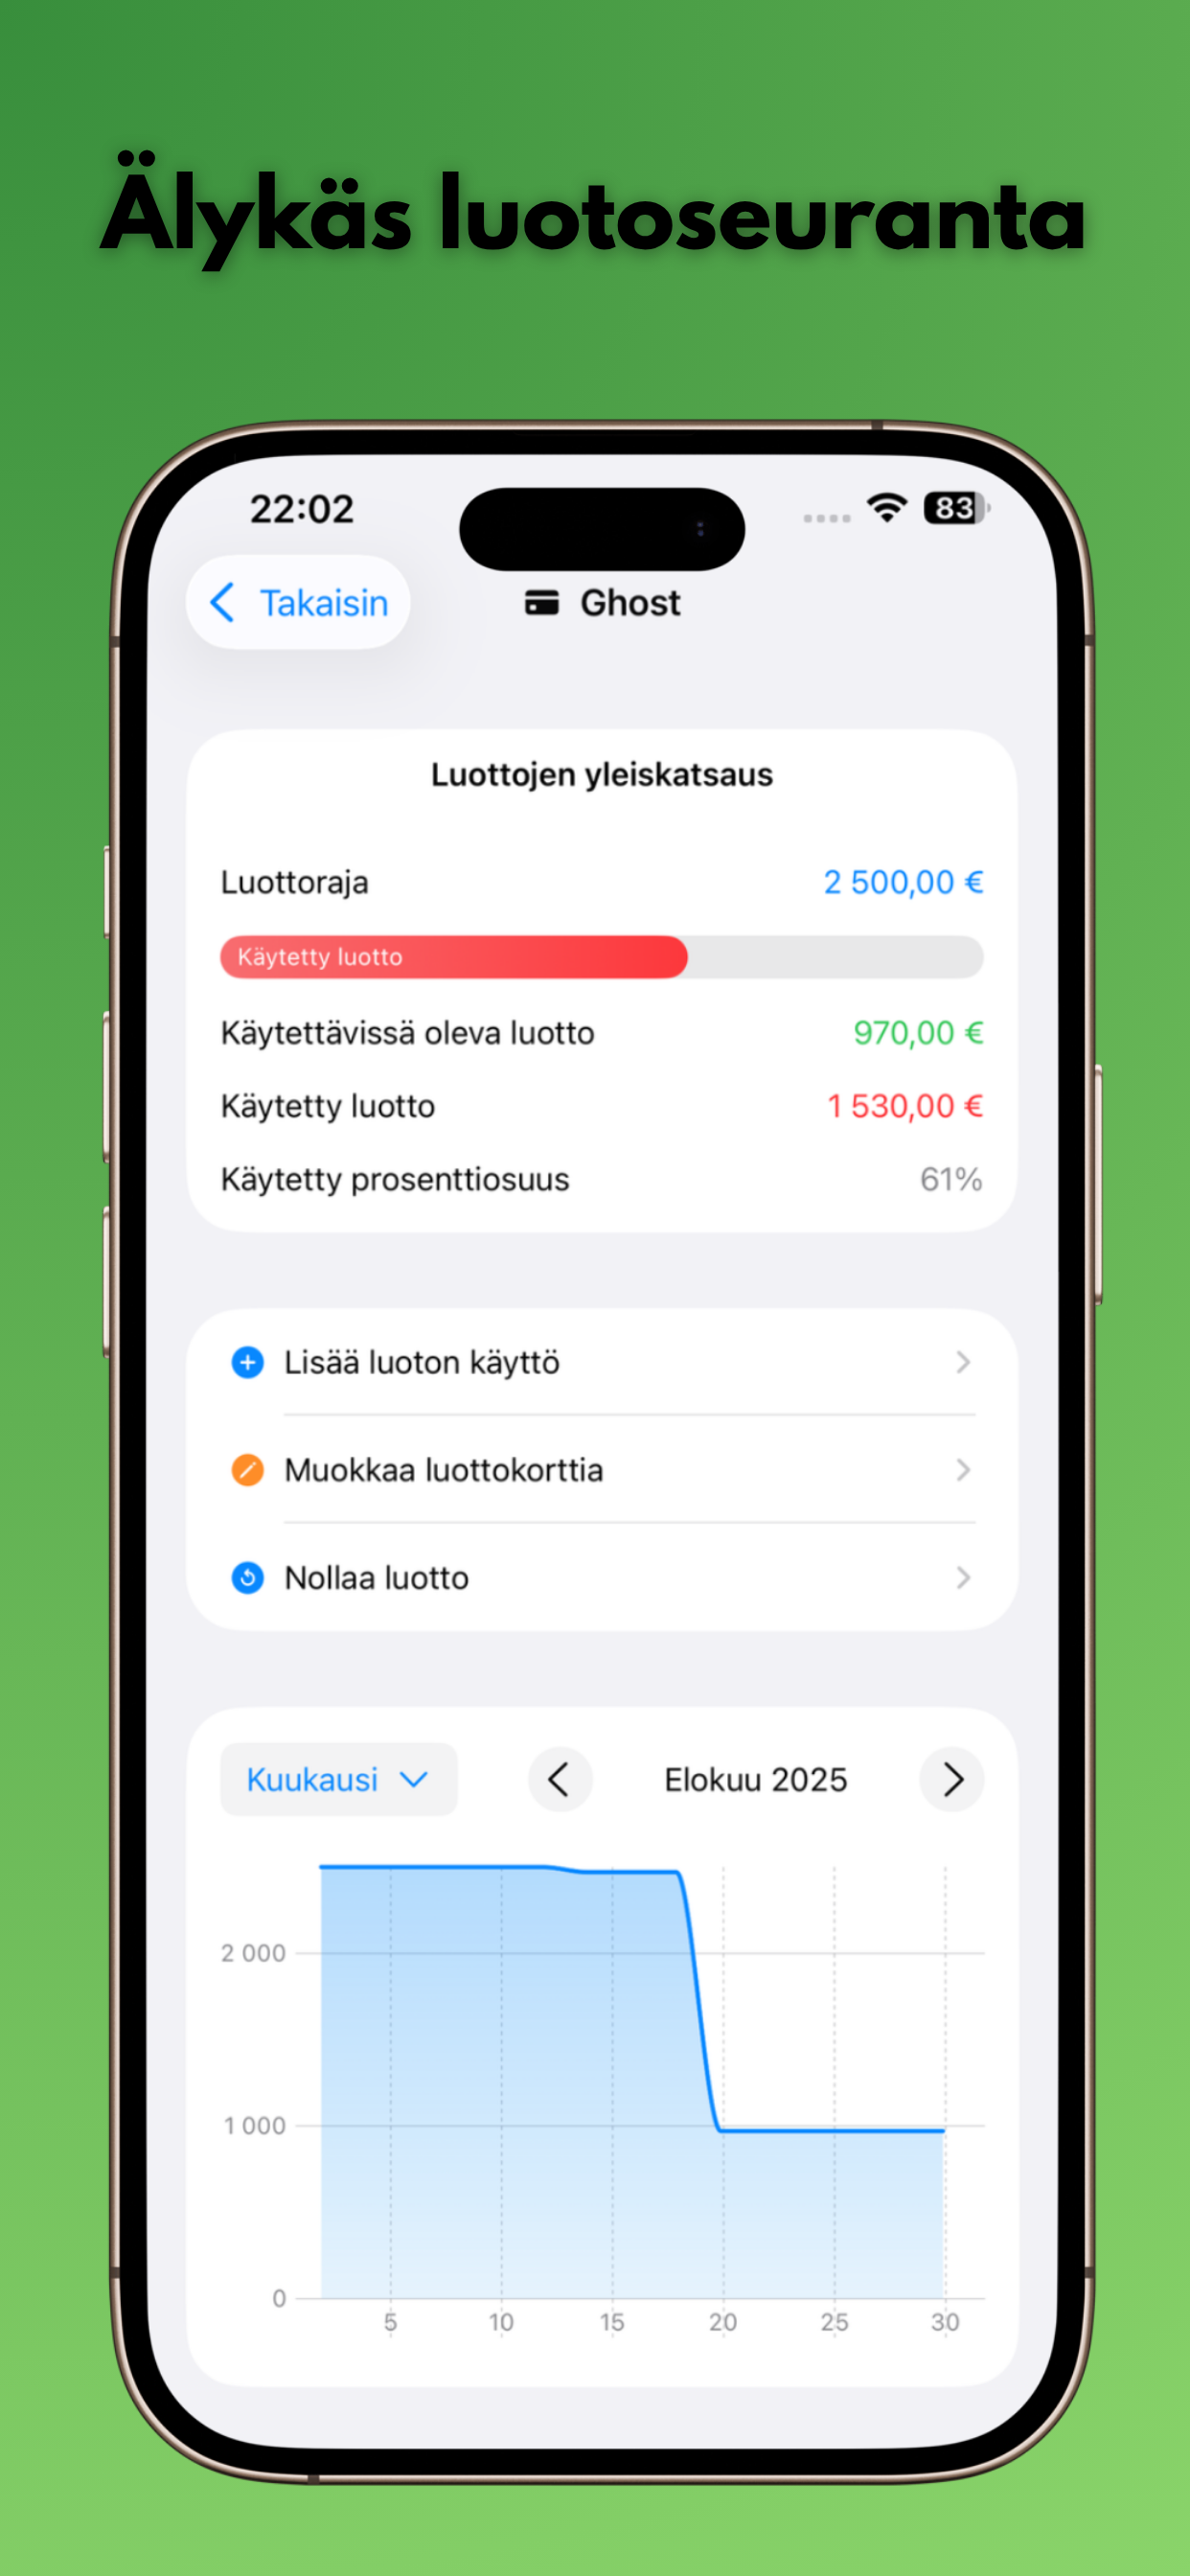 Älykäs luotoseuranta
22:02
83
Takaisin
Ghost
Luottojen yleiskatsaus
Luottoraja 2 500,00 €
Käytetty luotto
Käytettävissä oleva luotto 970,00 €
Käytetty luotto 1 530,00 €
Käytetty prosenttiosuus 61%
Lisää luoton käyttö
Muokkaa luottokorttia
Nollaa luotto
Kuukausi
Elokuu 2025
2 000
1 000
0
5 10 15 20 25 30